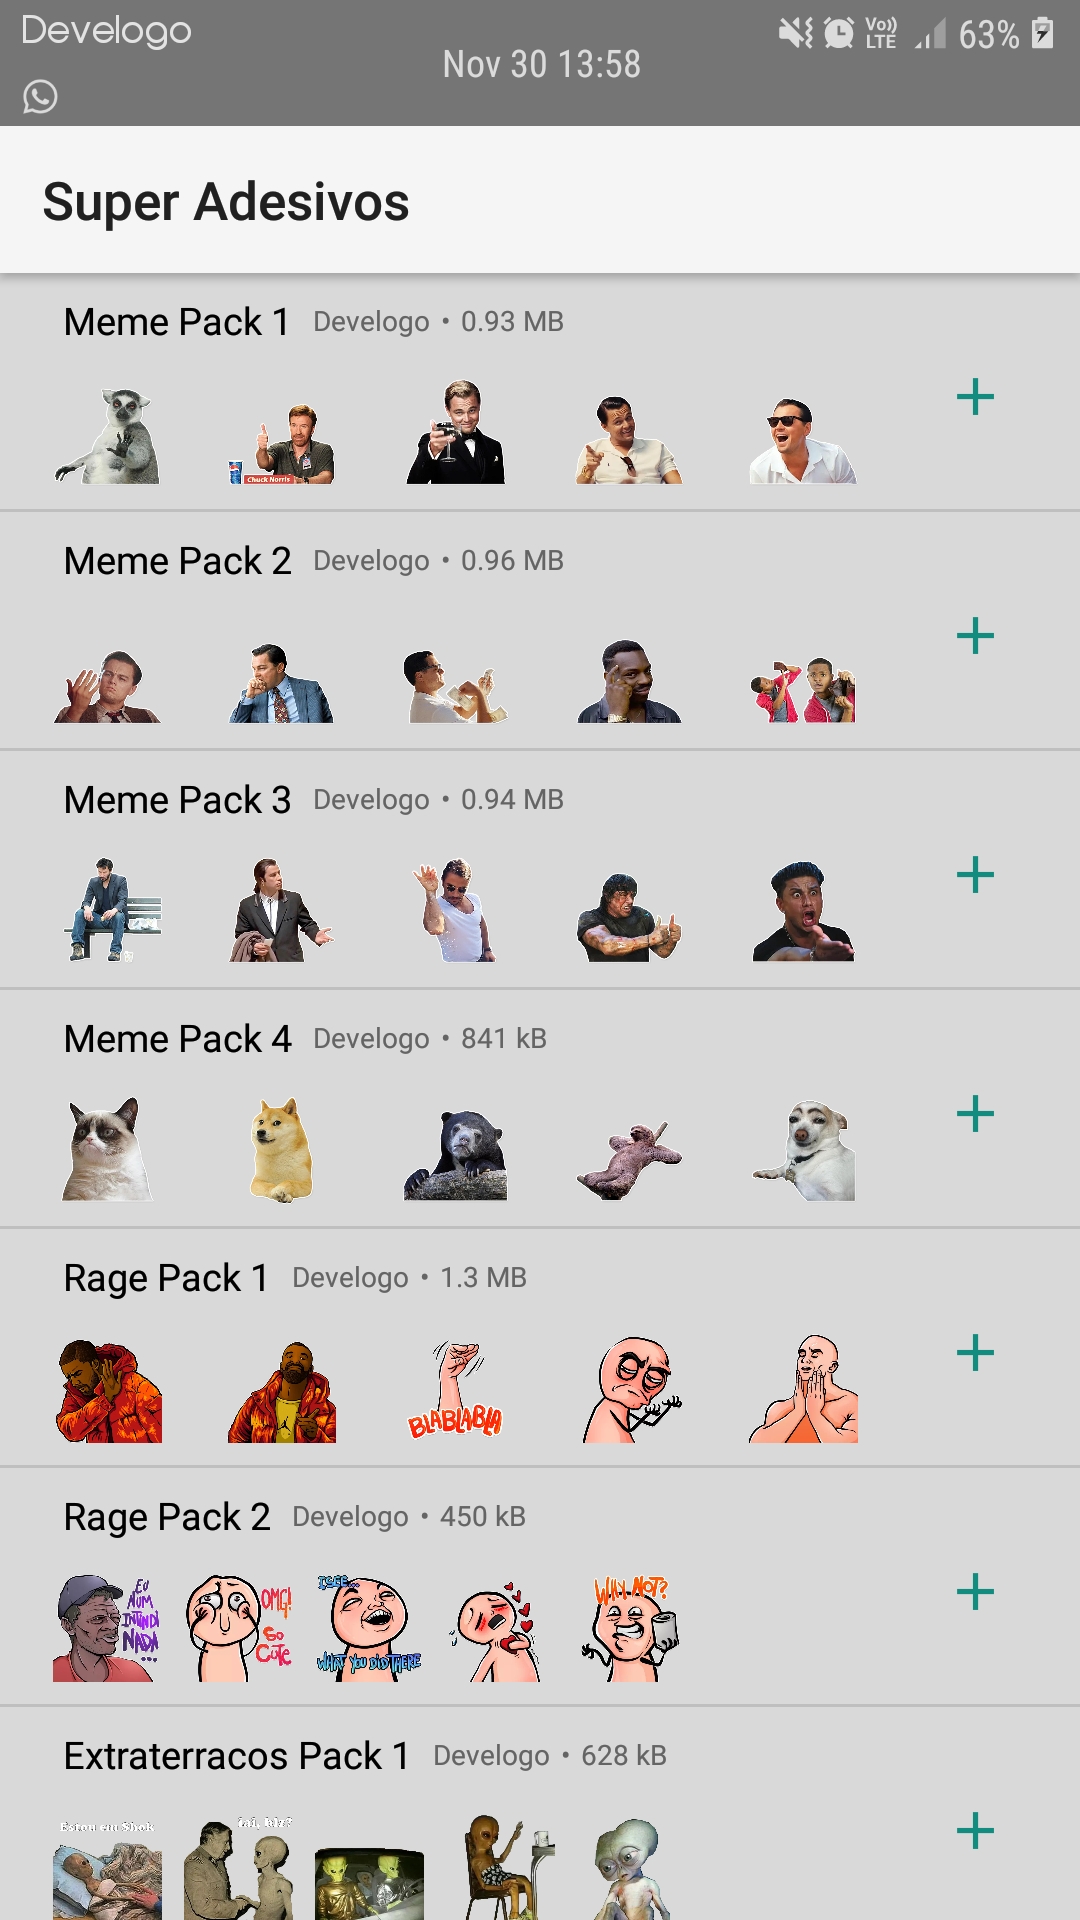 Develogo
Nov 30 13:58
Vo)) LTE
63%
Super Adesivos
Meme Pack 1 Develogo • 0.93 MB
Chuck Norris
Meme Pack 2 Develogo • 0.96 MB
Meme Pack 3 Develogo • 0.94 MB
Meme Pack 4 Develogo • 841 kB
Rage Pack 1 Develogo • 1.3 MB
BLABLABLA
Rage Pack 2 Develogo • 450 kB
EU NUM INTINDI NADA ...
OMG! SO CUTE
I SEE... WHAT YOU DID THERE
WHY NOT?
Extraterracos Pack 1 Develogo • 628 kB
Estou em Shok